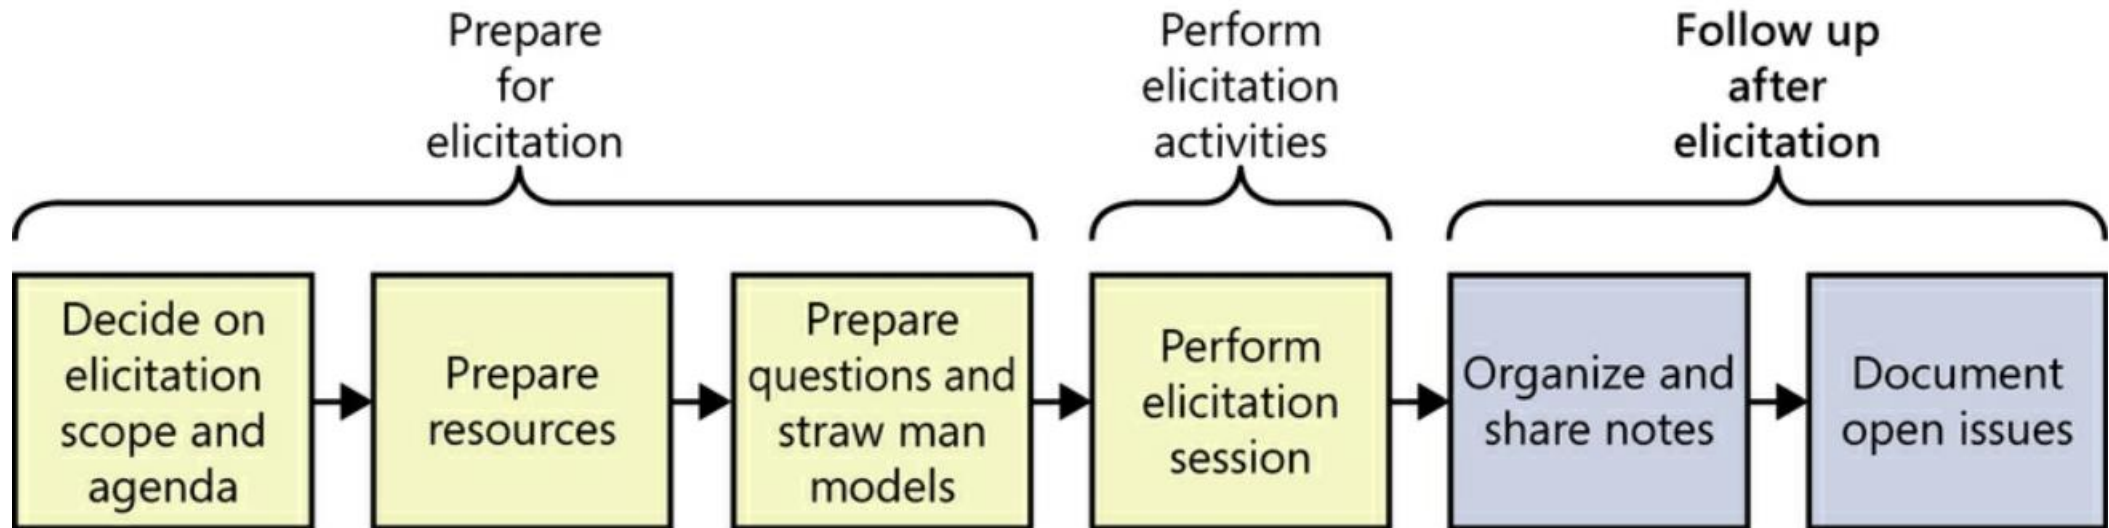 Prepare
for
elicitation
Perform
elicitation
activities
Follow up
after
elicitation
Decide on
elicitation
scope and
agenda
Prepare
resources
Prepare
questions and
straw man
models
Perform
elicitation
session
Organize and
share notes
Document
open issues